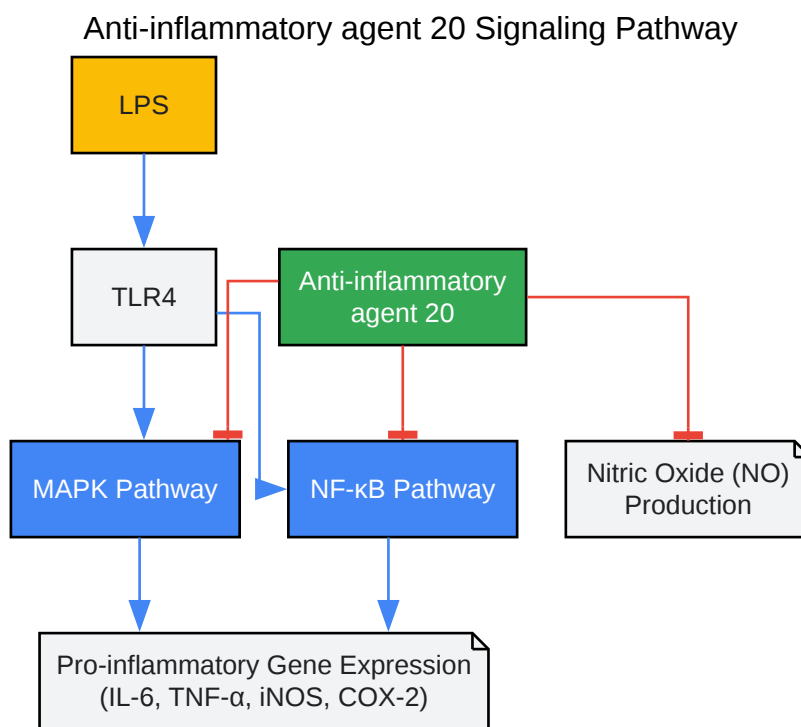 Anti-inflammatory agent 20 Signaling Pathway
LPS
TLR4
Anti-inflammatory
agent 20
MAPK Pathway
NF-κB Pathway
Nitric Oxide (NO)
Production
Pro-inflammatory Gene Expression
(IL-6, TNF-α, iNOS, COX-2)